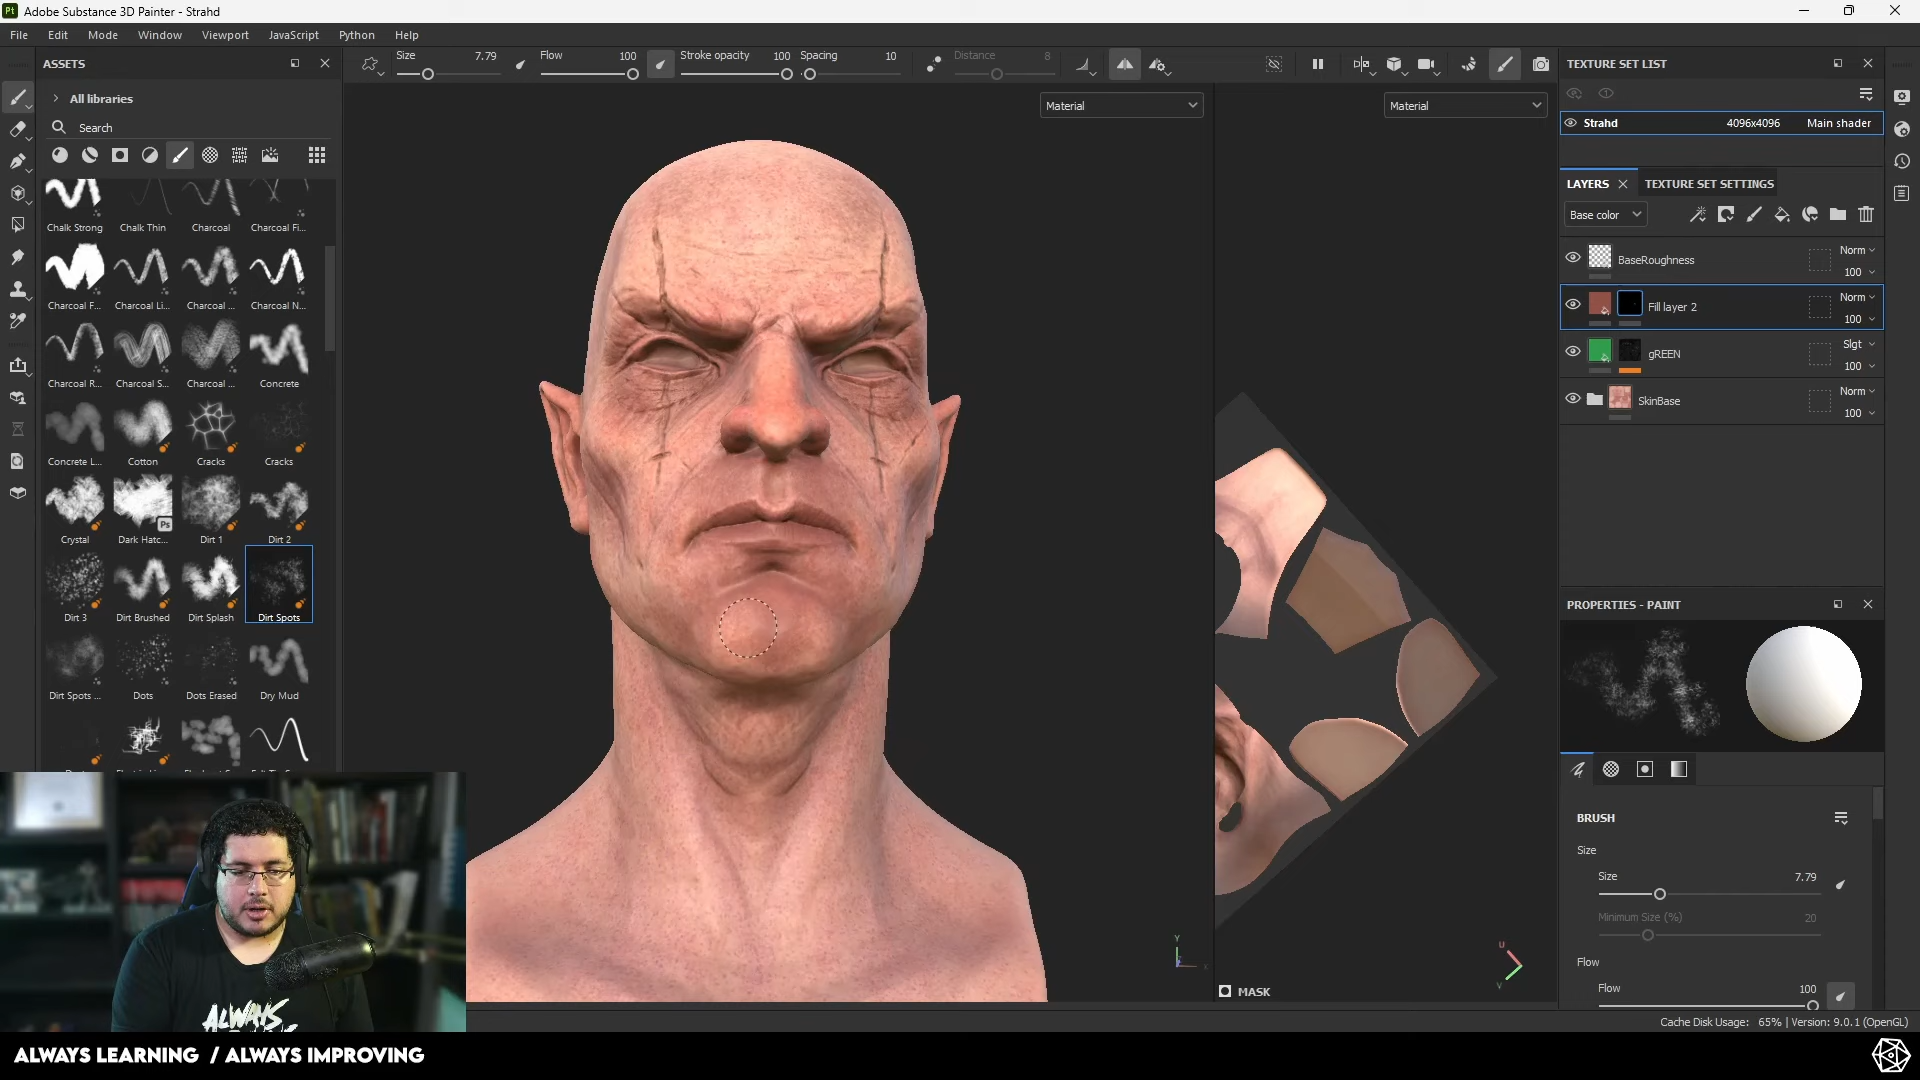 Pt Adobe Substance 3D Painter - Strahd
File Edit Mode Window Viewport JavaScript Python Help
ASSETS
All libraries
Search
Chalk Strong Chalk Thin Charcoal Charcoal Fi...
Charcoal F... Charcoal Li... Charcoal ... Charcoal N...
Charcoal R... Charcoal S... Charcoal ... Concrete
Concrete L... Cotton Cracks Cracks
Ps
Crystal Dark Hatc... Dirt 1 Dirt 2
Dirt 3 Dirt Brushed Dirt Splash Dirt Spots
Dirt Spots ... Dots Dots Erased Dry Mud
Size 7.79 Flow 100 Stroke opacity 100 Spacing 10 Distance 8
Material
Material
MASK
Y
U
V
TEXTURE SET LIST
Strahd 4096x4096 Main shader
LAYERS TEXTURE SET SETTINGS
Base color
BaseRoughness Norm 100
Fill layer 2 Norm 100
gREEN Slgt 100
SkinBase Norm 100
PROPERTIES - PAINT
BRUSH
Size
Size 7.79
Minimum Size (%) 20
Flow
Flow 100
Cache Disk Usage: 65% | Version: 9.0.1 (OpenGL)
ALWAYS
ALWAYS LEARNING / ALWAYS IMPROVING